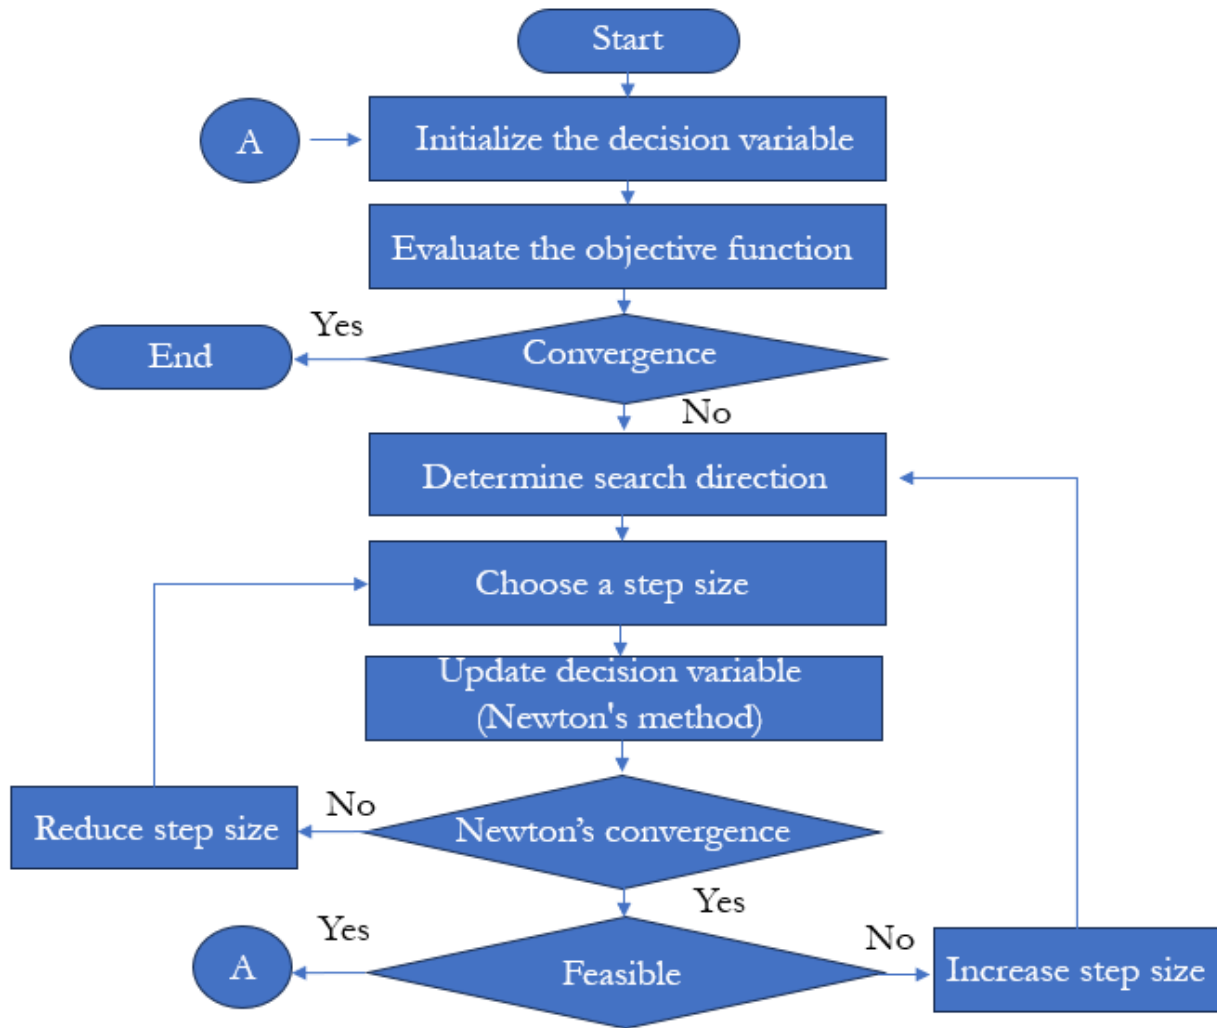 Start
A
Initialize the decision variable
Evaluate the objective function
Yes
End
Convergence
No
Determine search direction
Choose a step size
Update decision variable
(Newton's method)
No
Reduce step size
Newton’s convergence
Yes
Yes
A
Feasible
No
Increase step size